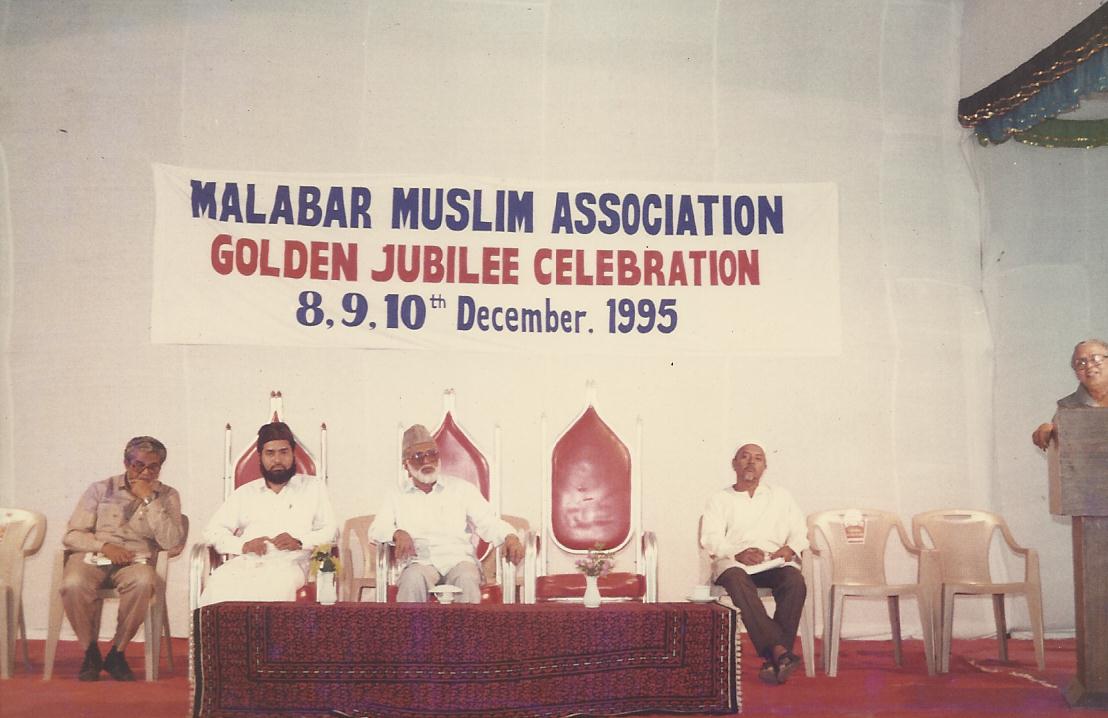 MALABAR MUSLIM ASSOCIATION
GOLDEN JUBILEE CELEBRATION
8, 9, 10th December. 1995